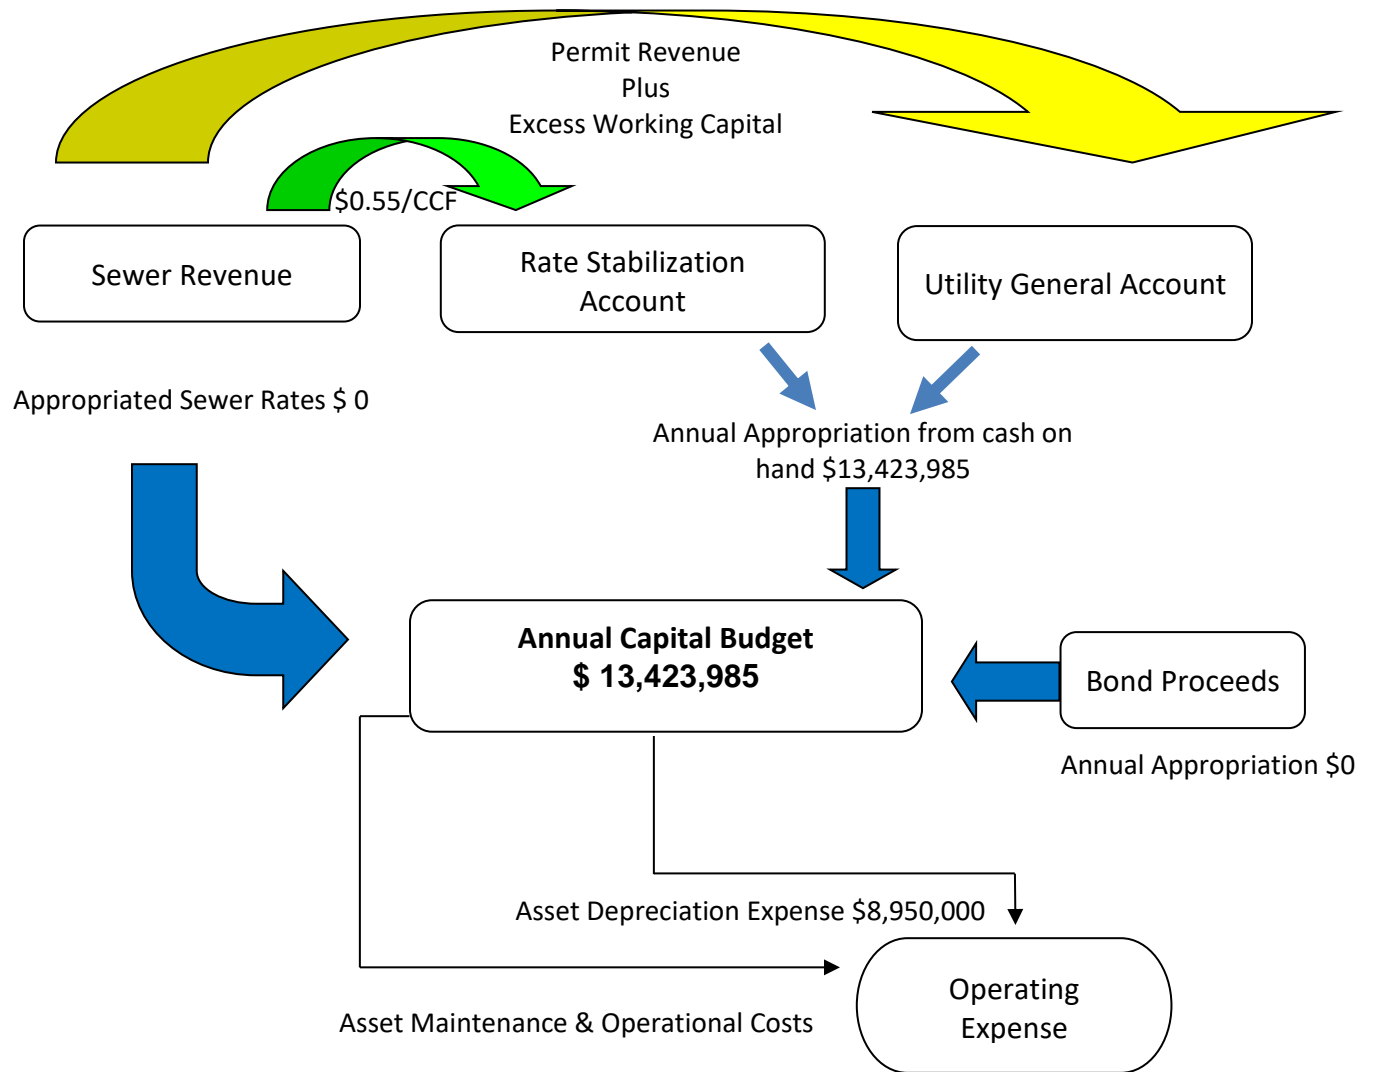 Permit Revenue
Plus
Excess Working Capital
$0.55/CCF
Sewer Revenue
Rate Stabilization
Account
Utility General Account
Appropriated Sewer Rates $ 0
Annual Appropriation from cash on
hand $13,423,985
Annual Capital Budget
$ 13,423,985
Bond Proceeds
Annual Appropriation $0
Asset Depreciation Expense $8,950,000
Operating
Expense
Asset Maintenance & Operational Costs